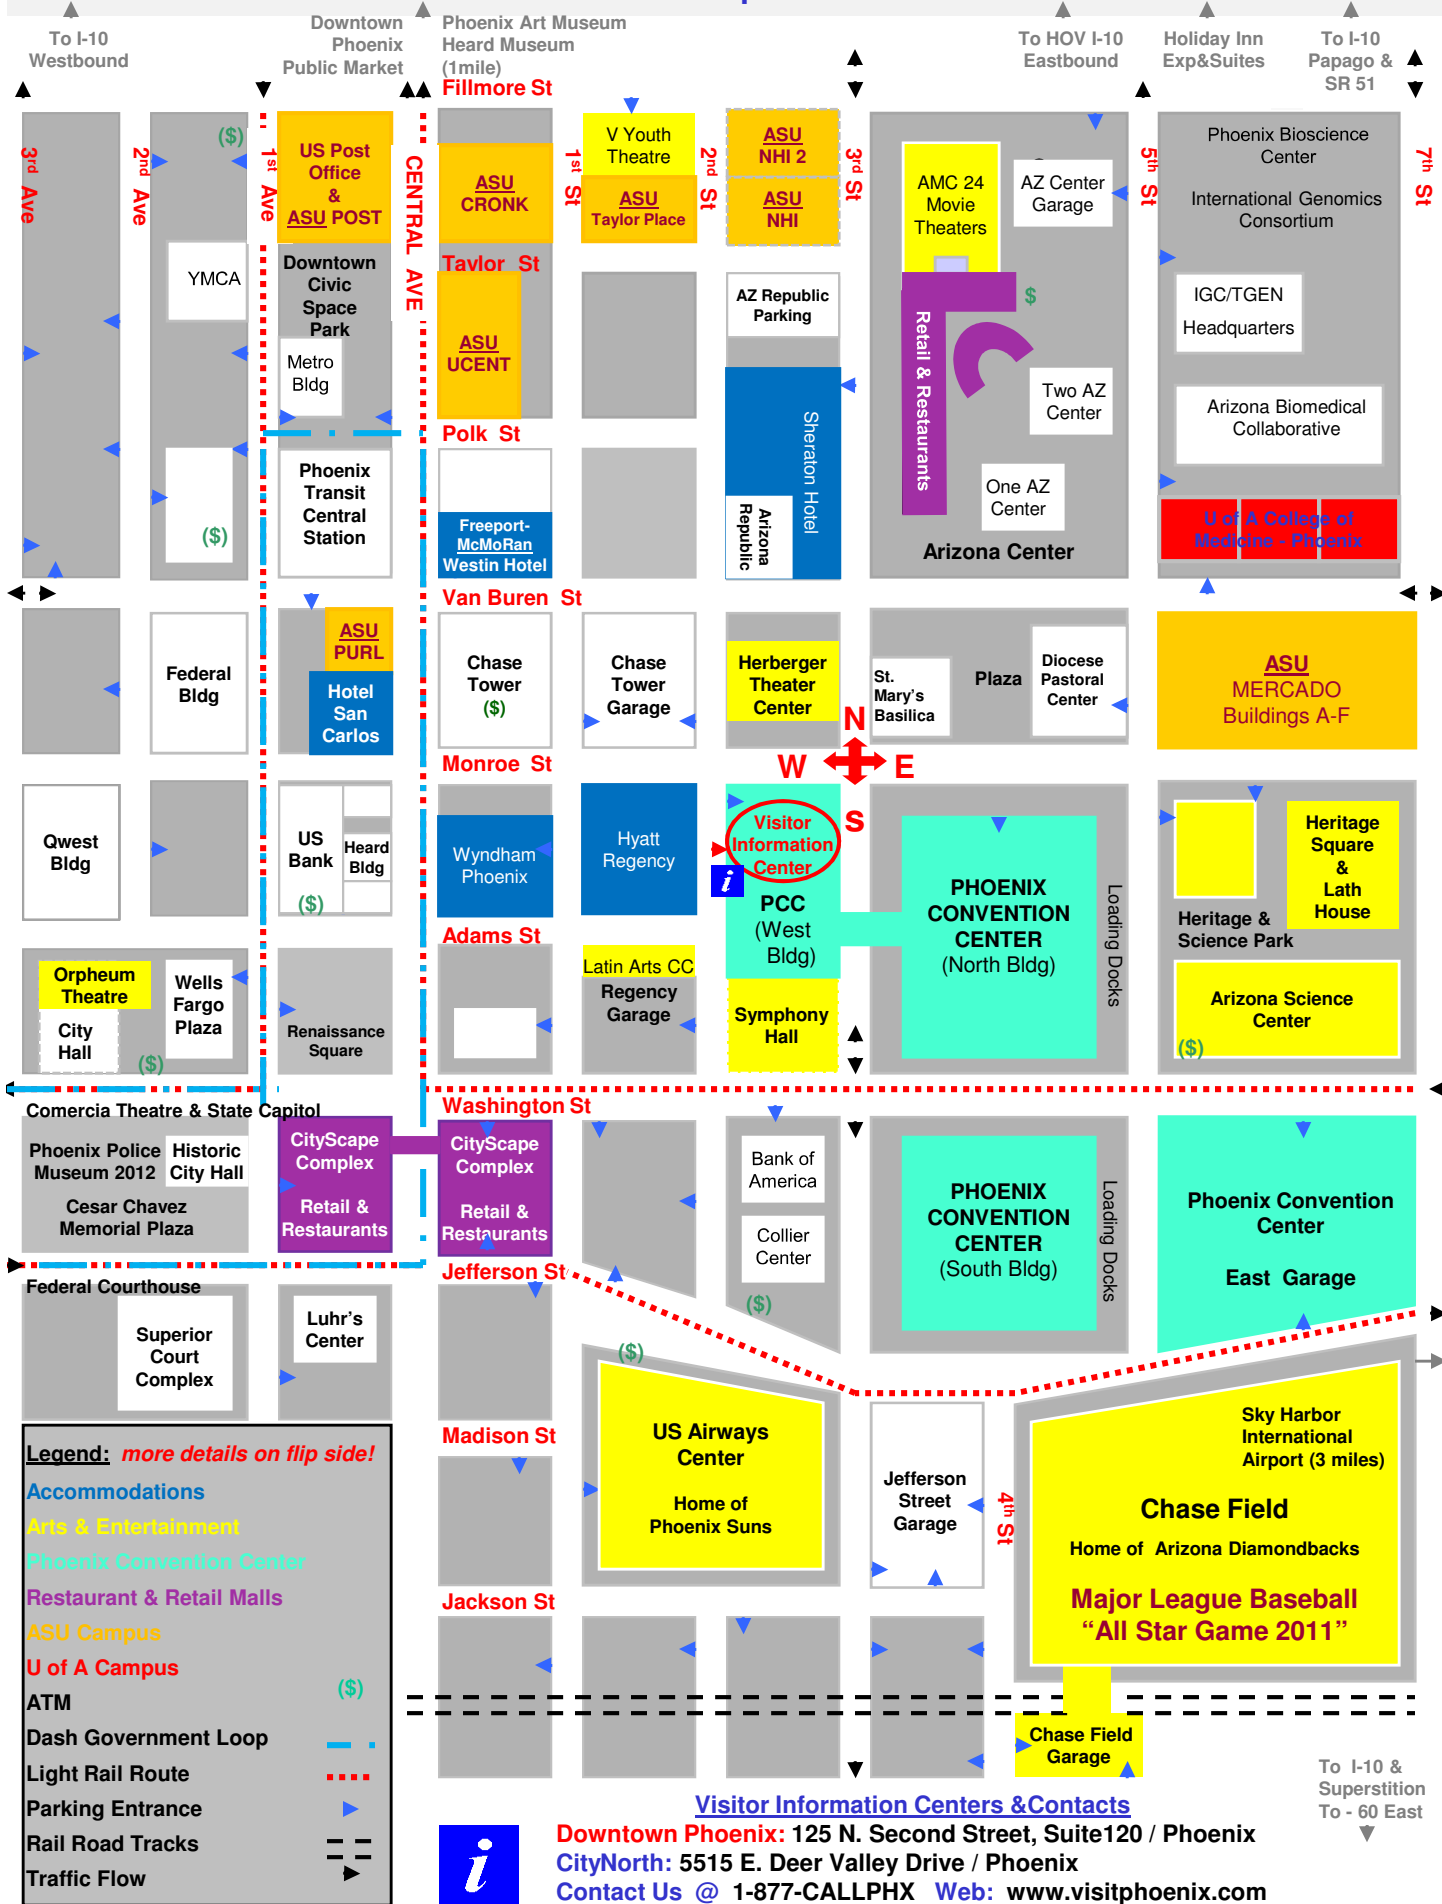 To I-10
Westbound
Downtown
Phoenix
Public Market
Phoenix Art Museum
Heard Museum
(1mile)
To HOV I-10
Eastbound
Holiday Inn
Exp&Suites
To I-10
Papago &
SR 51
Fillmore St
3rd Ave
2nd Ave
1st Ave
CENTRAL AVE
1st St
2nd St
3rd St
5th St
7th St
($)
US Post
Office
&
ASU POST
ASU
CRONK
V Youth
Theatre
ASU
Taylor Place
ASU
NHI 2
ASU
NHI
AMC 24
Movie
Theaters
AZ Center
Garage
Phoenix Bioscience
Center
International Genomics
Consortium
YMCA
Downtown
Civic
Space
Park
Metro
Bldg
Taylor St
ASU
UCENT
AZ Republic
Parking
Retail & Restaurants
$
IGC/TGEN
Headquarters
Two AZ
Center
Arizona Biomedical
Collaborative
Polk St
Sheraton Hotel
Arizona
Republic
One AZ
Center
Arizona Center
U of A College of
Medicine - Phoenix
($)
Phoenix
Transit
Central
Station
Freeport-
McMoRan
Westin Hotel
Van Buren St
Federal
Bldg
ASU
PURL
Hotel
San
Carlos
Chase
Tower
($)
Chase
Tower
Garage
Herberger
Theater
Center
St.
Mary's
Basilica
Plaza
Diocese
Pastoral
Center
ASU
MERCADO
Buildings A-F
Monroe St
N
W
E
S
Qwest
Bldg
US
Bank
($)
Heard
Bldg
Wyndham
Phoenix
Hyatt
Regency
Visitor
Information
Center
i
PCC
(West
Bldg)
PHOENIX
CONVENTION
CENTER
(North Bldg)
Loading Docks
Heritage
Square
&
Lath
House
Heritage &
Science Park
Adams St
Orpheum
Theatre
City
Hall
Wells
Fargo
Plaza
($)
Renaissance
Square
Latin Arts CC
Regency
Garage
Symphony
Hall
Arizona Science
Center
($)
Comercia Theatre & State Capitol
Washington St
Phoenix Police
Museum 2012
Historic
City Hall
Cesar Chavez
Memorial Plaza
CityScape
Complex
Retail &
Restaurants
CityScape
Complex
Retail &
Restaurants
Bank of
America
Collier
Center
($)
PHOENIX
CONVENTION
CENTER
(South Bldg)
Loading Docks
Phoenix Convention
Center
East Garage
Jefferson St
Federal Courthouse
Superior
Court
Complex
Luhr's
Center
($)
US Airways
Center
Home of
Phoenix Suns
Madison St
Jefferson
Street
Garage
4th St
Sky Harbor
International
Airport (3 miles)
Chase Field
Home of Arizona Diamondbacks
Major League Baseball
“All Star Game 2011”
Jackson St
Chase Field
Garage
Legend: more details on flip side!
Accommodations
Arts & Entertainment
Phoenix Convention Center
Restaurant & Retail Malls
ASU Campus
U of A Campus
ATM ($)
Dash Government Loop
Light Rail Route
Parking Entrance
Rail Road Tracks
Traffic Flow
To I-10 &
Superstition
To - 60 East
Visitor Information Centers &Contacts
i
Downtown Phoenix: 125 N. Second Street, Suite120 / Phoenix
CityNorth: 5515 E. Deer Valley Drive / Phoenix
Contact Us @ 1-877-CALLPHX Web: www.visitphoenix.com